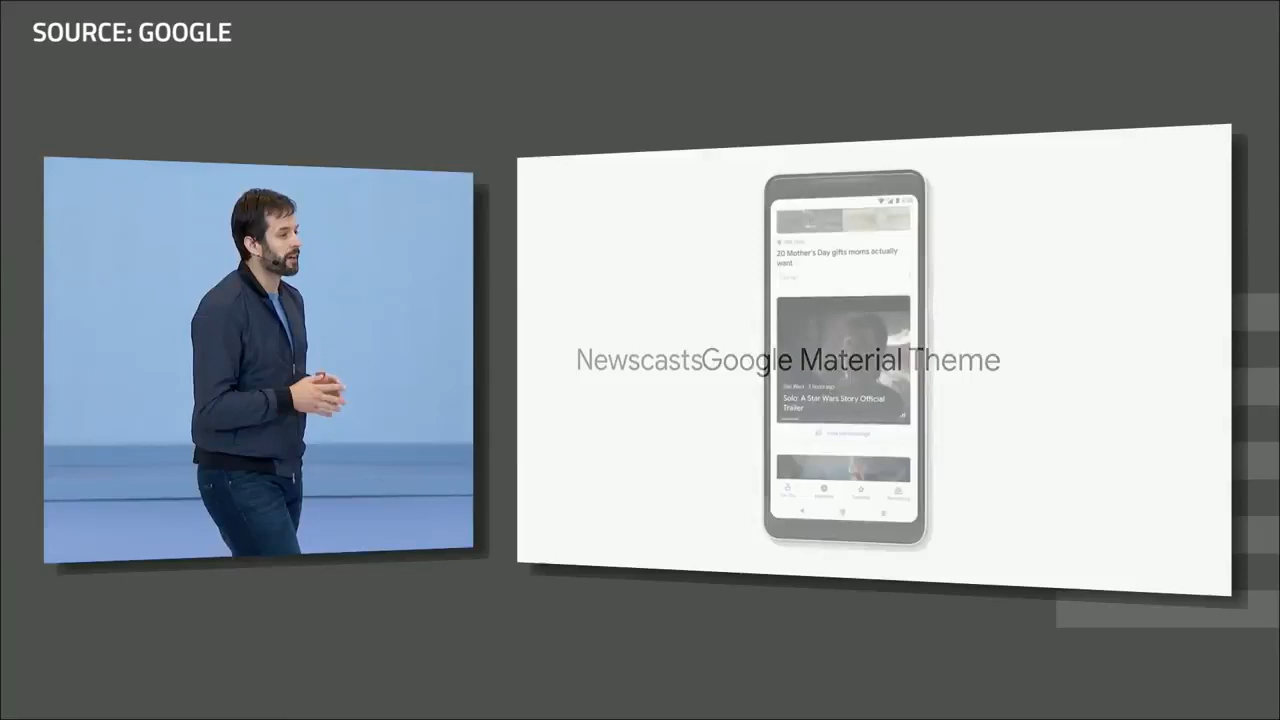 SOURCE: GOOGLE
20 Mother's Day gifts moms actually
want
NewscastsGoogle Material Theme
Solo: A Star Wars Story Official
Trailer